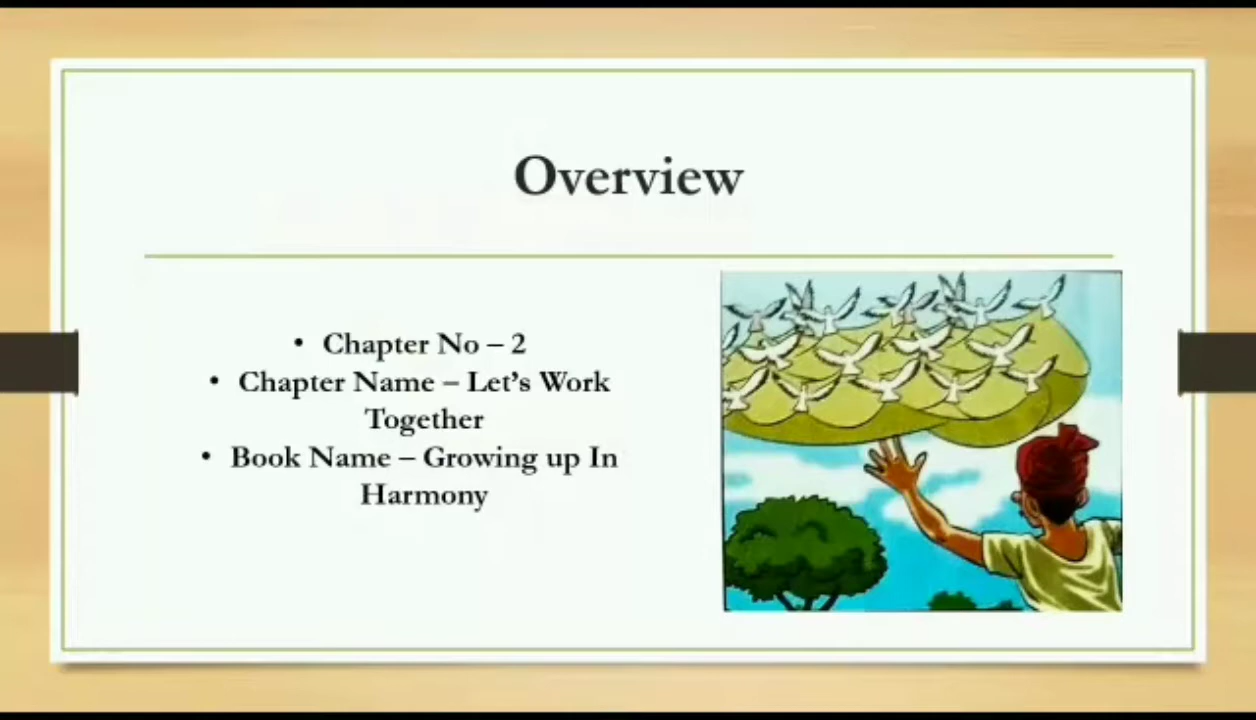 Overview
• Chapter No – 2
• Chapter Name – Let's Work
Together
• Book Name – Growing up In
Harmony